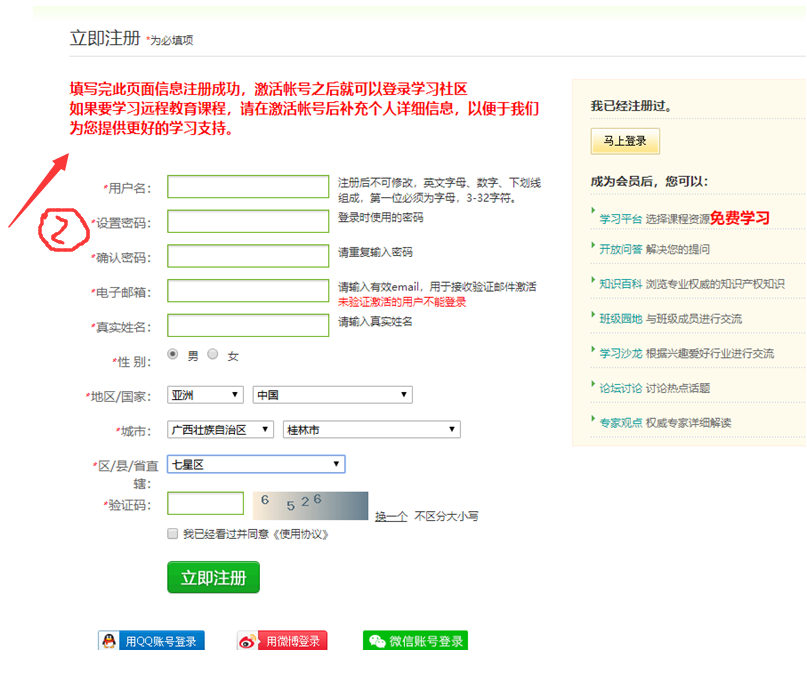 立即注册 *为必填项
填写完此页面信息注册成功，激活帐号之后就可以登录学习社区
如果要学习远程教育课程，请在激活帐号后补充个人详细信息，以便于我们
为您提供更好的学习支持。
②
*用户名：
注册后不可修改，英文字母、数字、下划线
组成，第一位必须为字母，3-32字符。
*设置密码：
登录时使用的密码
*确认密码：
请重复输入密码
*电子邮箱：
请输入有效email，用于接收验证邮件激活
未验证激活的用户不能登录
*真实姓名：
请输入真实姓名
*性 别：
男 女
*地区/国家：
亚洲 中国
*城市：
广西壮族自治区 桂林市
*区/县/省直
辖：
七星区
*验证码：
6 5 2 6
换一个 不区分大小写
我已经看过并同意《使用协议》
立即注册
用QQ账号登录 用微博登录 微信账号登录
我已经注册过。
马上登录
成为会员后，您可以：
学习平台 选择课程资源免费学习
开放问答 解决您的提问
知识百科 浏览专业权威的知识产权知识
班级园地 与班级成员进行交流
学习沙龙 根据兴趣爱好行业进行交流
论坛讨论 讨论热点话题
专家观点 权威专家详细解读